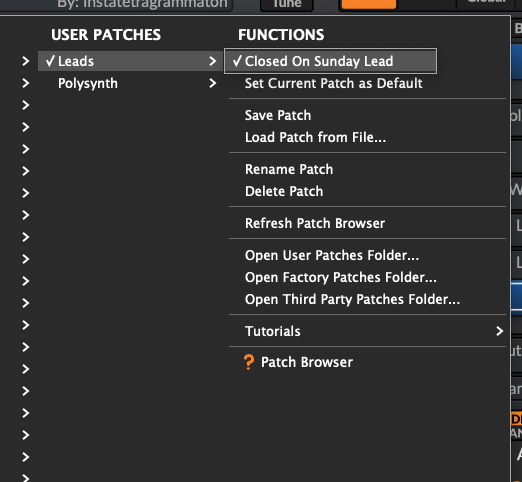 By: Instatetragrammaton
Tune
Global
USER PATCHES
Leads
Polysynth
FUNCTIONS
Closed On Sunday Lead
Set Current Patch as Default
Save Patch
Load Patch from File...
Rename Patch
Delete Patch
Refresh Patch Browser
Open User Patches Folder...
Open Factory Patches Folder...
Open Third Party Patches Folder...
Tutorials
? Patch Browser